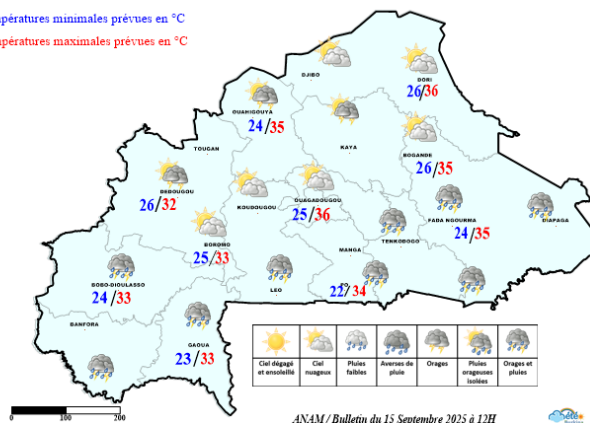 pératures minimales prévues en °C
pératures maximales prévues en °C
DJIBO
DORI
26/36
OUAHIGOUYA
24/35
TOUGAN
KAYA
BOGANDE
26/35
DEDOUGOU
26/32
KOUDOUGOU
OUAGADOUGOU
25/36
FADA NGOURMA
24/35
DIAPAGA
BOROMO
25/33
TENKODOGO
MANGA
PO
22/34
LEO
BOBO-DIOULASSO
24/33
BANFORA
GAOUA
23/33
Ciel dégagé et ensoleillé
Ciel nuageux
Pluies faibles
Averses de pluie
Orages
Pluies orageuses isolées
Orages et pluies
0 100 200
ANAM / Bulletin du 15 Septembre 2025 à 12H
été